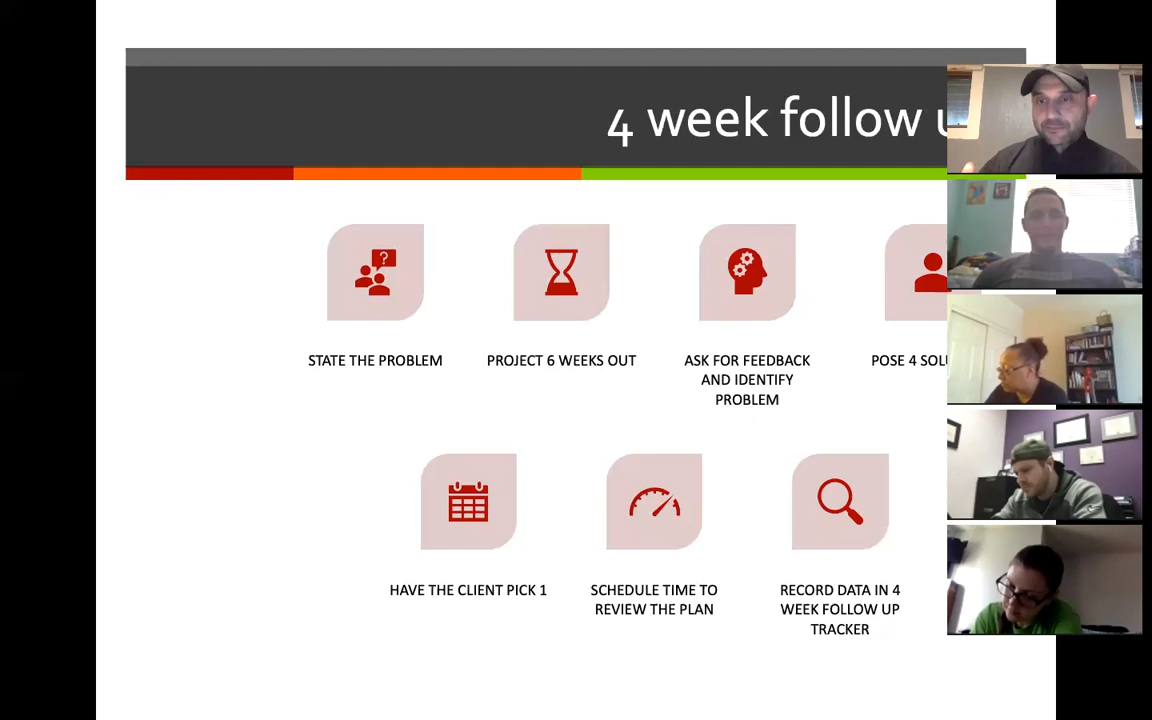 4 week follow
STATE THE PROBLEM
PROJECT 6 WEEKS OUT
ASK FOR FEEDBACK
AND IDENTIFY
PROBLEM
POSE 4
HAVE THE CLIENT PICK 1
SCHEDULE TIME TO
REVIEW THE PLAN
RECORD DATA IN 4
WEEK FOLLOW UP
TRACKER